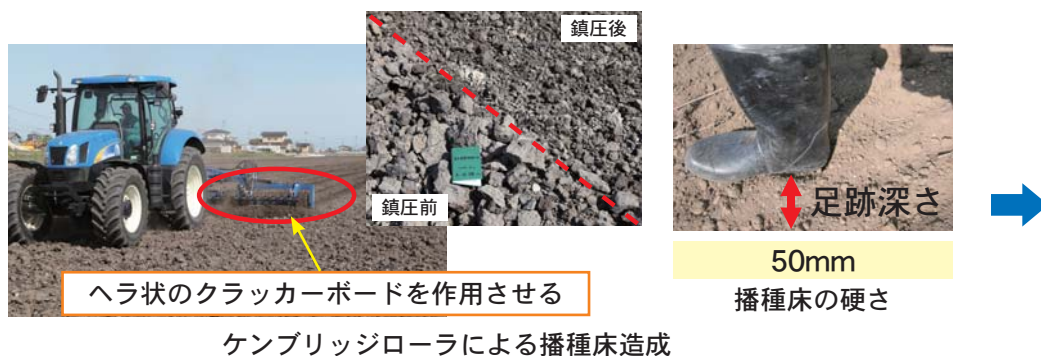 鎮圧後
鎮圧前
ヘラ状のクラッカーボードを作用させる
ケンブリッジローラによる播種床造成
足跡深さ
50mm
播種床の硬さ